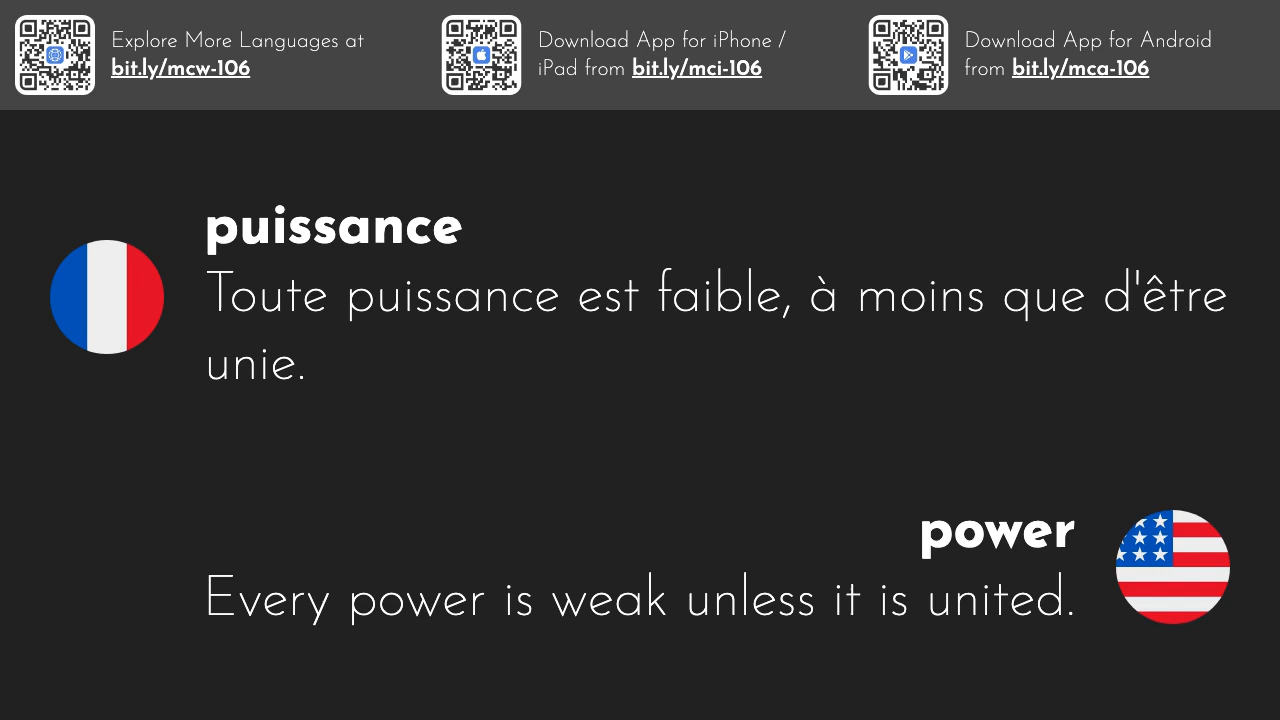 Explore More Languages at
bit.ly/mcw-106
Download App for iPhone /
iPad from bit.ly/mci-106
Download App for Android
from bit.ly/mca-106
puissance
Toute puissance est faible, à moins que d'être
unie.
power
Every power is weak unless it is united.